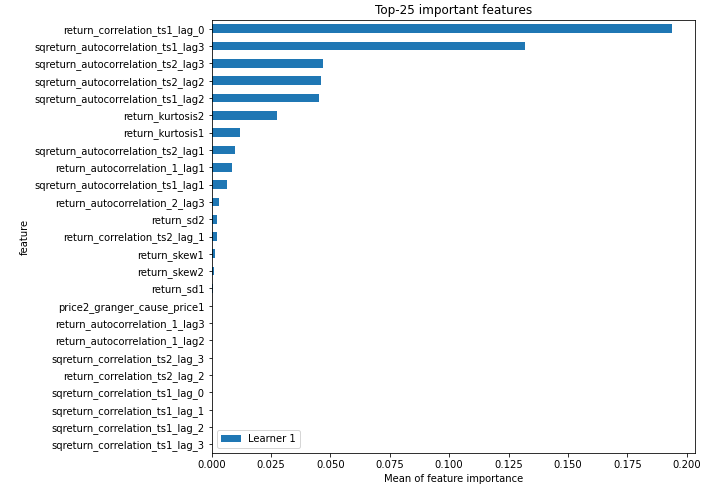 Top-25 important features
return_correlation_ts1_lag_0
sqreturn_autocorrelation_ts1_lag3
sqreturn_autocorrelation_ts2_lag3
sqreturn_autocorrelation_ts2_lag2
sqreturn_autocorrelation_ts1_lag2
return_kurtosis2
return_kurtosis1
sqreturn_autocorrelation_ts2_lag1
return_autocorrelation_1_lag1
sqreturn_autocorrelation_ts1_lag1
return_autocorrelation_2_lag3
return_sd2
return_correlation_ts2_lag_1
return_skew1
return_skew2
return_sd1
price2_granger_cause_price1
return_autocorrelation_1_lag3
return_autocorrelation_1_lag2
sqreturn_correlation_ts2_lag_3
return_correlation_ts2_lag_2
sqreturn_correlation_ts1_lag_0
sqreturn_correlation_ts1_lag_1
sqreturn_correlation_ts1_lag_2
sqreturn_correlation_ts1_lag_3
feature
Learner 1
0.000 0.025 0.050 0.075 0.100 0.125 0.150 0.175 0.200
Mean of feature importance